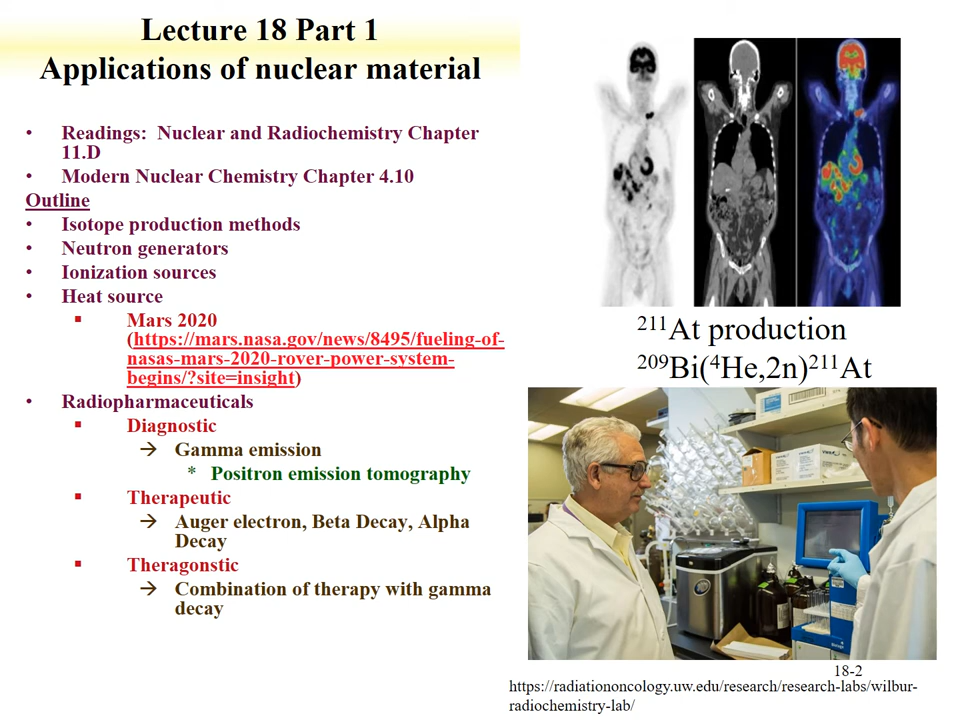 Lecture 18 Part 1
Applications of nuclear material
• Readings: Nuclear and Radiochemistry Chapter
11.D
• Modern Nuclear Chemistry Chapter 4.10
Outline
• Isotope production methods
• Neutron generators
• Ionization sources
• Heat source
▪ Mars 2020
(https://mars.nasa.gov/news/8495/fueling-of-
nasas-mars-2020-rover-power-system-
begins/?site=insight)
• Radiopharmaceuticals
▪ Diagnostic
→ Gamma emission
* Positron emission tomography
▪ Therapeutic
→ Auger electron, Beta Decay, Alpha
Decay
▪ Theragonstic
→ Combination of therapy with gamma
decay
²¹¹At production
²⁰⁹Bi(⁴He,2n)²¹¹At
18-2
https://radiationoncology.uw.edu/research/research-labs/wilbur-
radiochemistry-lab/